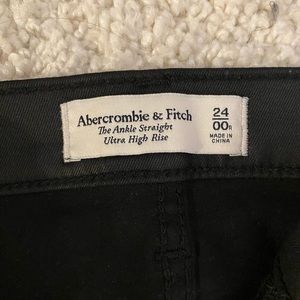 Abercrombie & Fitch
The Ankle Straight
Ultra High Rise
24
00R
MADE IN
CHINA